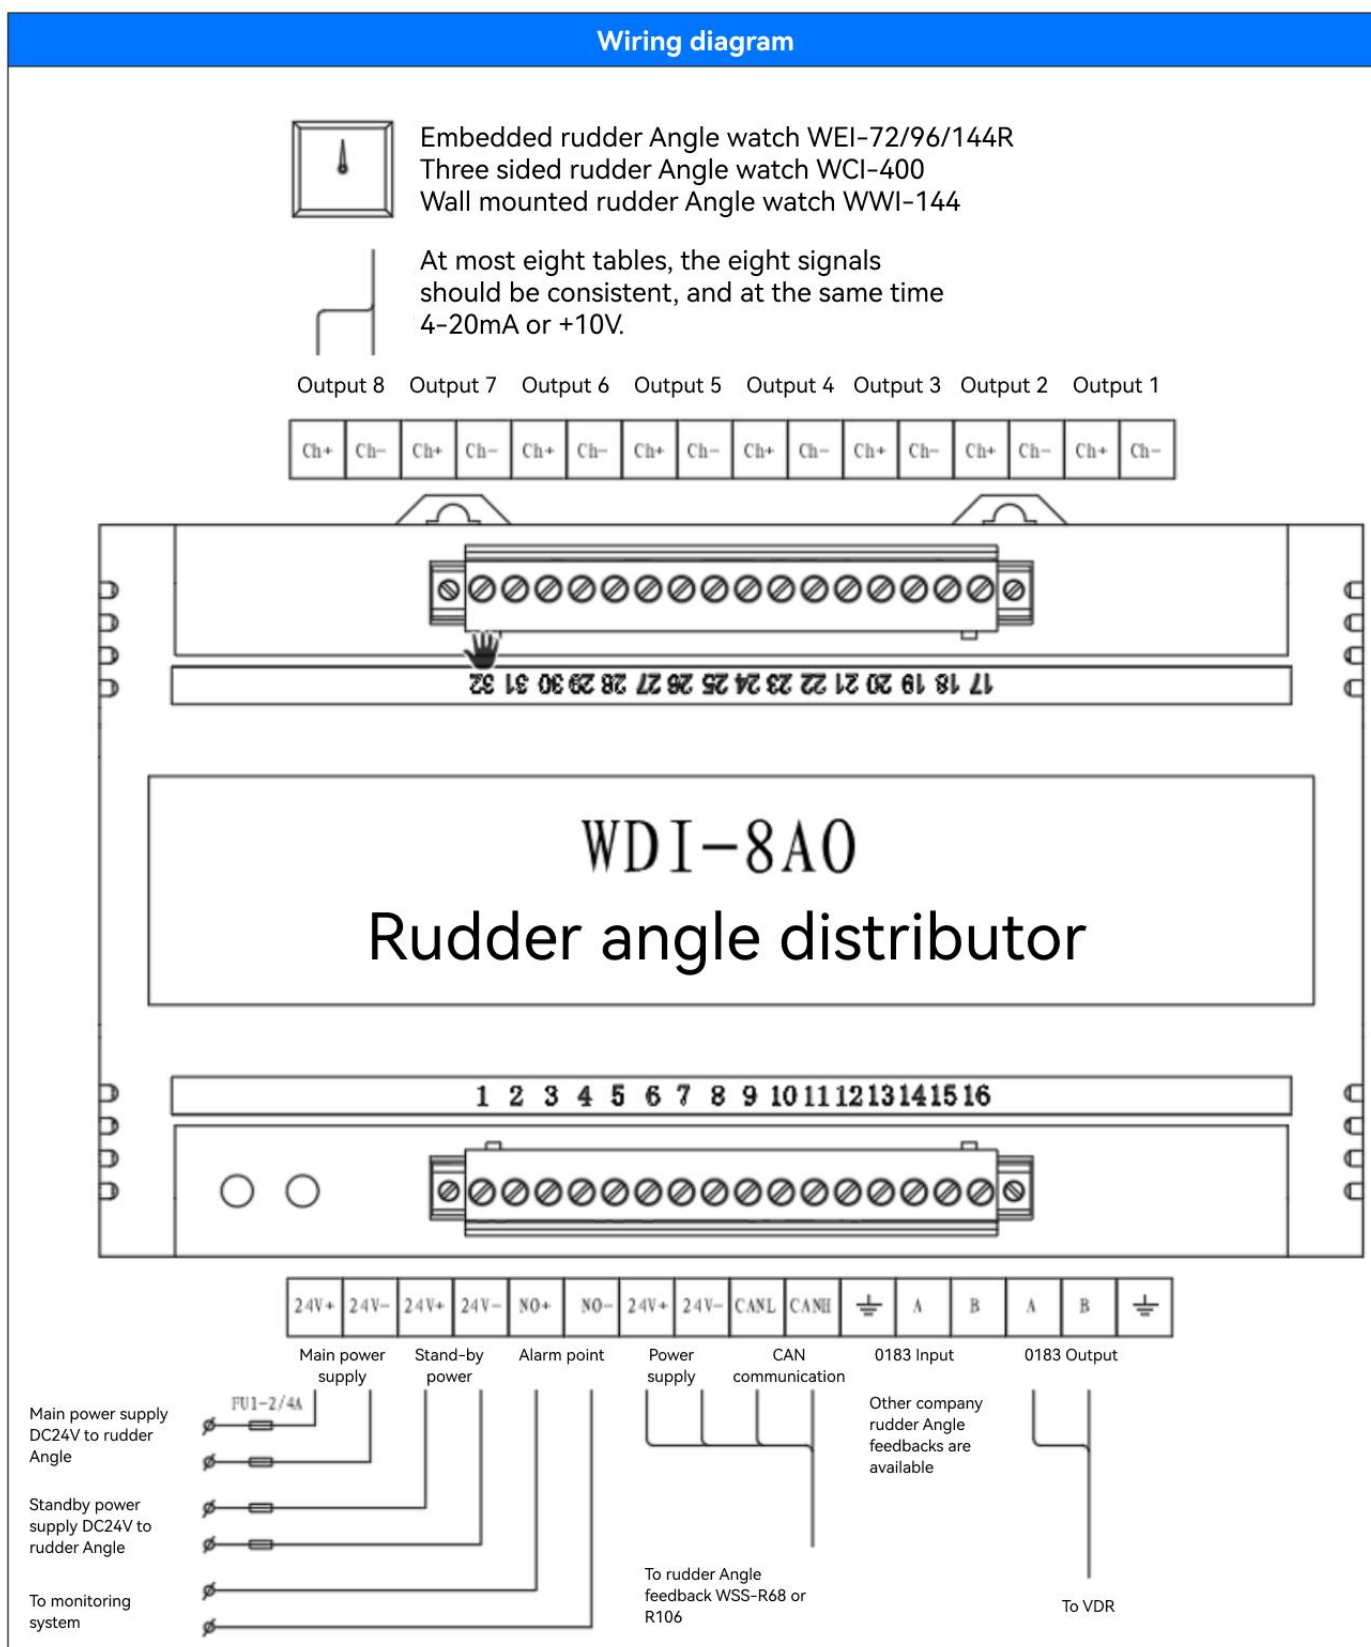 Wiring diagram
Embedded rudder Angle watch WEI-72/96/144R
Three sided rudder Angle watch WCI-400
Wall mounted rudder Angle watch WWI-144
At most eight tables, the eight signals
should be consistent, and at the same time
4-20mA or +10V.
Output 8 Output 7 Output 6 Output 5 Output 4 Output 3 Output 2 Output 1
Ch+ Ch- Ch+ Ch- Ch+ Ch- Ch+ Ch- Ch+ Ch- Ch+ Ch- Ch+ Ch- Ch+ Ch-
32 31 30 29 28 27 26 25 24 23 22 21 20 19 18 17
WDI-8AO
Rudder angle distributor
1 2 3 4 5 6 7 8 9 10 11 12 13 14 15 16
24V+ 24V- 24V+ 24V- NO+ NO- 24V+ 24V- CANL CANH A B A B
Main power
supply
Stand-by
power
Alarm point
Power
supply
CAN
communication
0183 Input
0183 Output
FU1-2/4A
Main power supply
DC24V to rudder
Angle
Standby power
supply DC24V to
rudder Angle
To monitoring
system
To rudder Angle
feedback WSS-R68 or
R106
Other company
rudder Angle
feedbacks are
available
To VDR